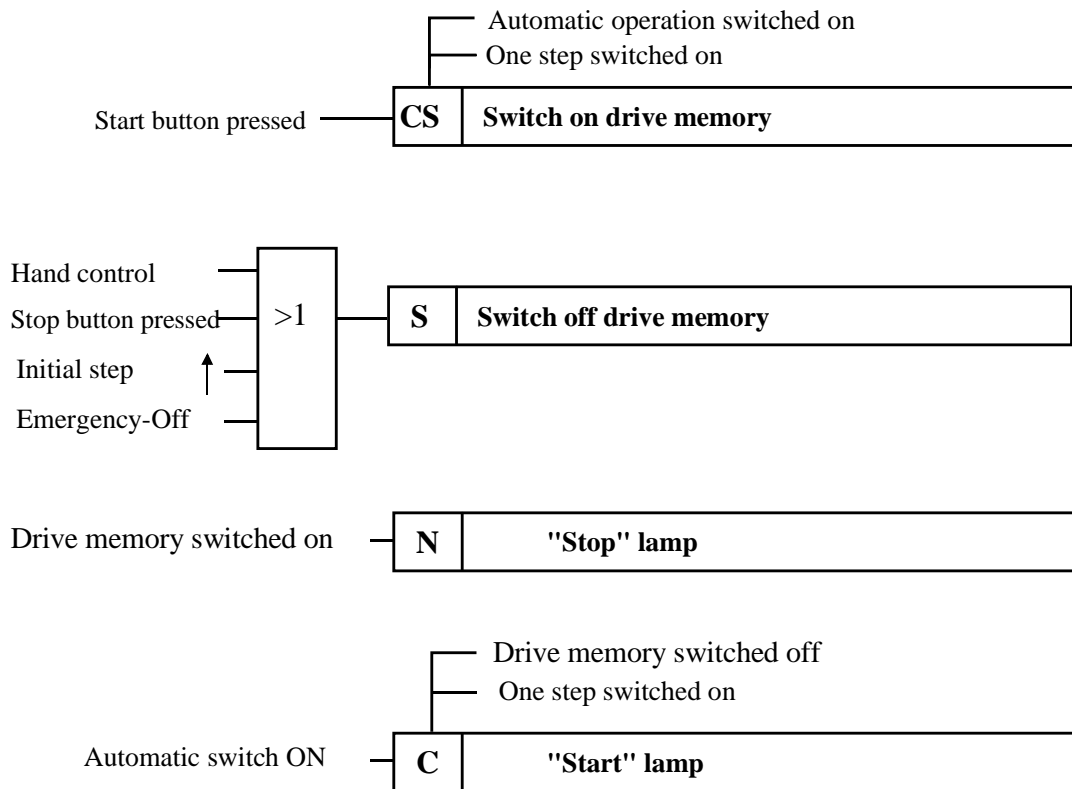 Automatic operation switched on
One step switched on
Start button pressed
CS
Switch on drive memory
Hand control
Stop button pressed
Initial step
Emergency-Off
>1
S
Switch off drive memory
Drive memory switched on
N
"Stop" lamp
Drive memory switched off
One step switched on
Automatic switch ON
C
"Start" lamp